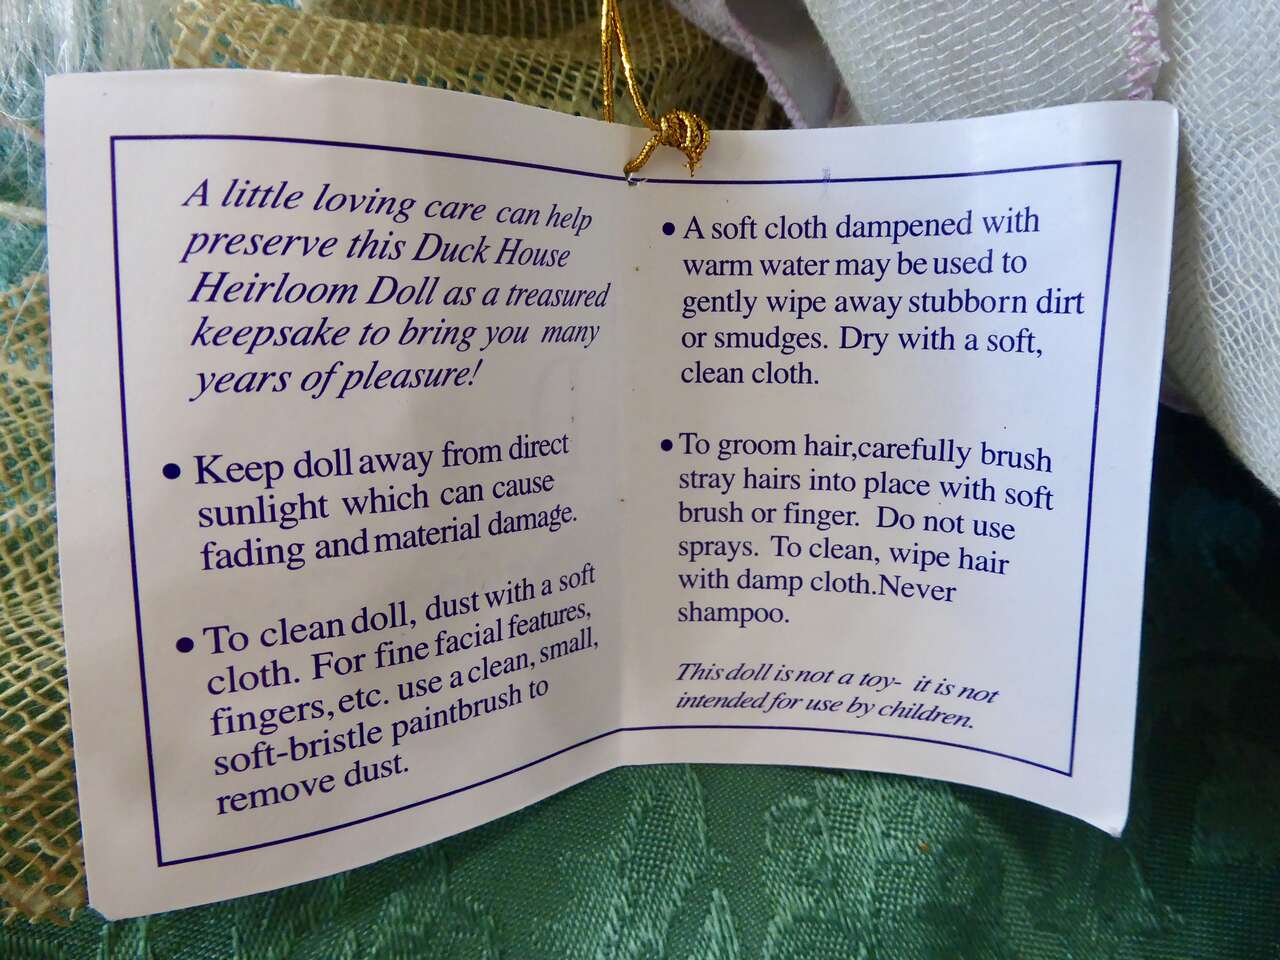 A little loving care can help
preserve this Duck House
Heirloom Doll as a treasured
keepsake to bring you many
years of pleasure!
• Keep doll away from direct
sunlight which can cause
fading and material damage.
• To clean doll, dust with a soft
cloth. For fine facial features,
fingers, etc. use a clean, small,
soft-bristle paintbrush to
remove dust.
• A soft cloth dampened with
warm water may be used to
gently wipe away stubborn dirt
or smudges. Dry with a soft,
clean cloth.
• To groom hair,carefully brush
stray hairs into place with soft
brush or finger. Do not use
sprays. To clean, wipe hair
with damp cloth.Never
shampoo.
This doll is not a toy- it is not
intended for use by children.